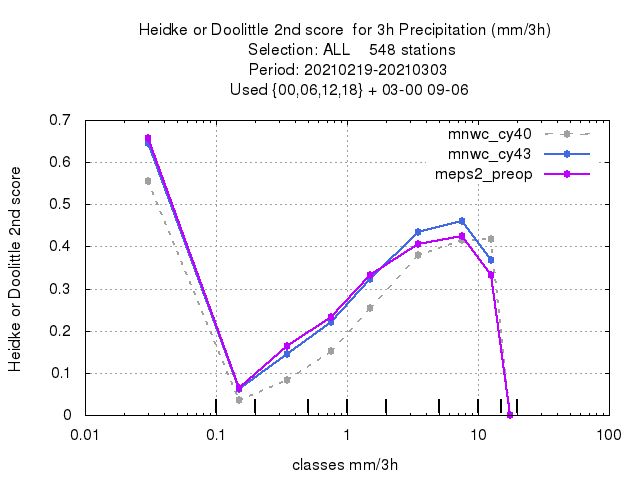 Heidke or Doolittle 2nd score  for 3h Precipitation (mm/3h)
Selection: ALL    548 stations
Period: 20210219-20210303
Used {00,06,12,18} + 03-00 09-06
mnwc_cy40
mnwc_cy43
meps2_preop
Heidke or Doolittle 2nd score
0.7
0.6
0.5
0.4
0.3
0.2
0.1
0
0.01 0.1 1 10 100
classes mm/3h